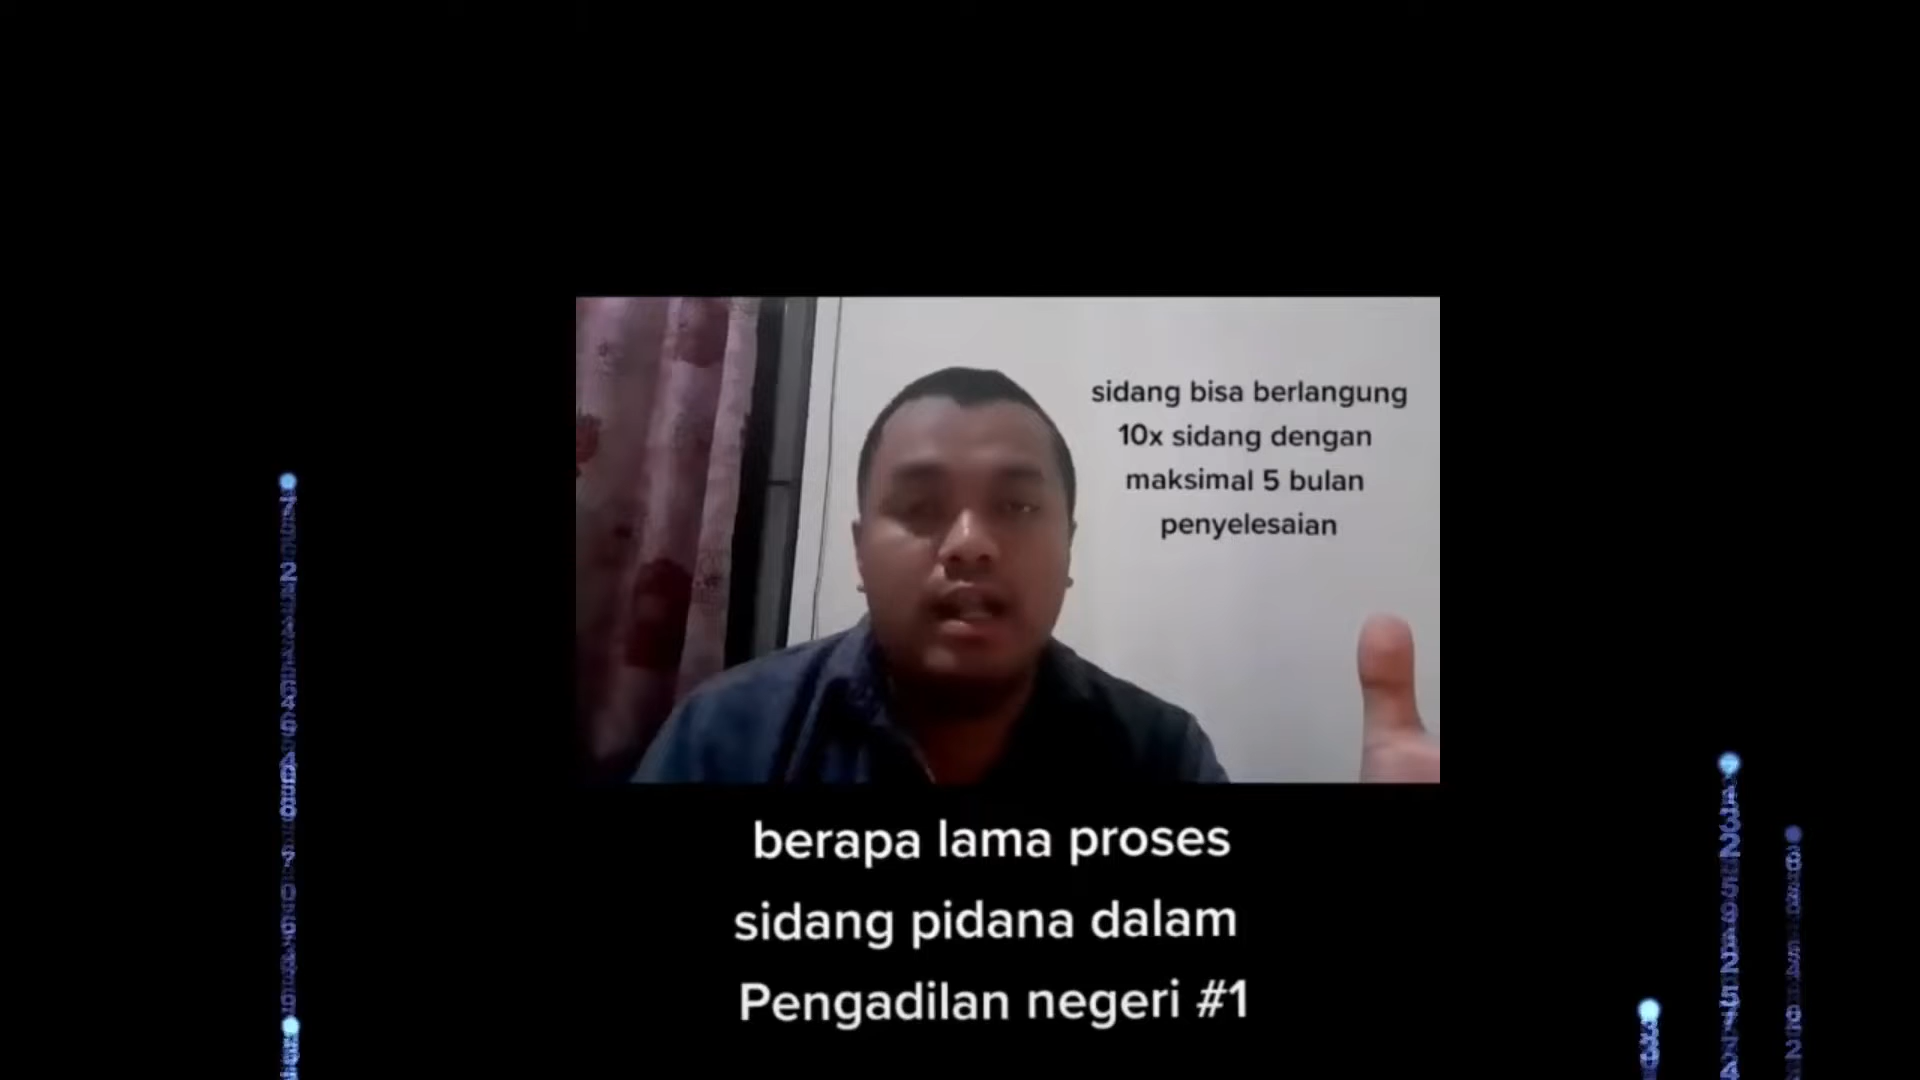 sidang bisa berlangung
10x sidang dengan
maksimal 5 bulan
penyelesaian
berapa lama proses
sidang pidana dalam
Pengadilan negeri #1